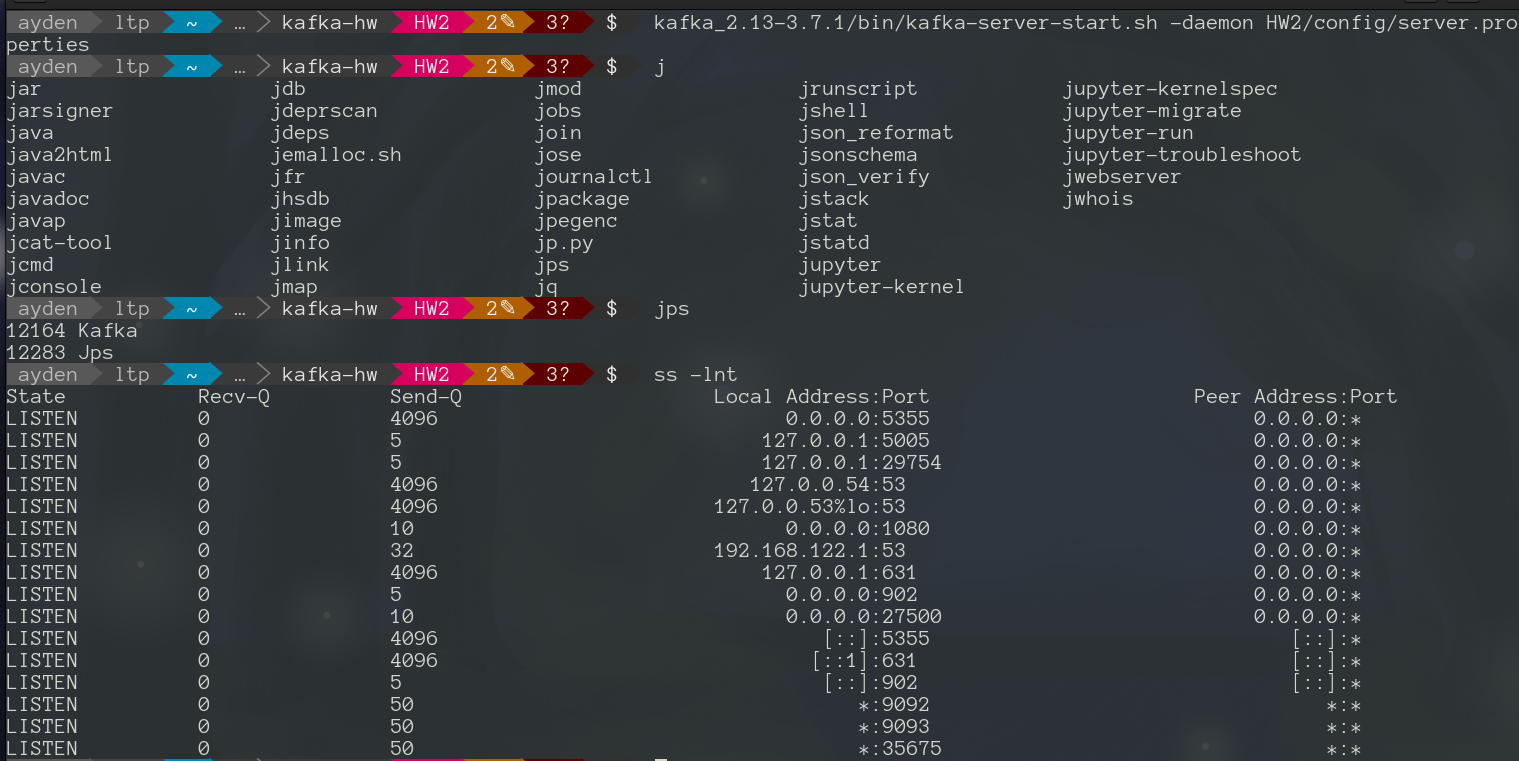 ayden ltp ~ … kafka-hw HW2 2✎ 3? $ kafka_2.13-3.7.1/bin/kafka-server-start.sh -daemon HW2/config/server.pro
perties
ayden ltp ~ … kafka-hw HW2 2✎ 3? $ j
jar jdb jmod jrunscript jupyter-kernelspec
jarsigner jdeprscan jobs jshell jupyter-migrate
java jdeps join json_reformat jupyter-run
java2html jemalloc.sh jose jsonschema jupyter-troubleshoot
javac jfr journalctl json_verify jwebserver
javadoc jhsdb jpackage jstack jwhois
javap jimage jpegenc jstat
jcat-tool jinfo jp.py jstatd
jcmd jlink jps jupyter
jconsole jmap jq jupyter-kernel
ayden ltp ~ … kafka-hw HW2 2✎ 3? $ jps
12164 Kafka
12283 Jps
ayden ltp ~ … kafka-hw HW2 2✎ 3? $ ss -lnt
State Recv-Q Send-Q Local Address:Port Peer Address:Port
LISTEN 0 4096 0.0.0.0:5355 0.0.0.0:*
LISTEN 0 5 127.0.0.1:5005 0.0.0.0:*
LISTEN 0 5 127.0.0.1:29754 0.0.0.0:*
LISTEN 0 4096 127.0.0.54:53 0.0.0.0:*
LISTEN 0 4096 127.0.0.53%lo:53 0.0.0.0:*
LISTEN 0 10 0.0.0.0:1080 0.0.0.0:*
LISTEN 0 32 192.168.122.1:53 0.0.0.0:*
LISTEN 0 4096 127.0.0.1:631 0.0.0.0:*
LISTEN 0 5 0.0.0.0:902 0.0.0.0:*
LISTEN 0 10 0.0.0.0:27500 0.0.0.0:*
LISTEN 0 4096 [::]:5355 [::]:*
LISTEN 0 4096 [::1]:631 [::]:*
LISTEN 0 5 [::]:902 [::]:*
LISTEN 0 50 *:9092 *:*
LISTEN 0 50 *:9093 *:*
LISTEN 0 50 *:35675 *:*